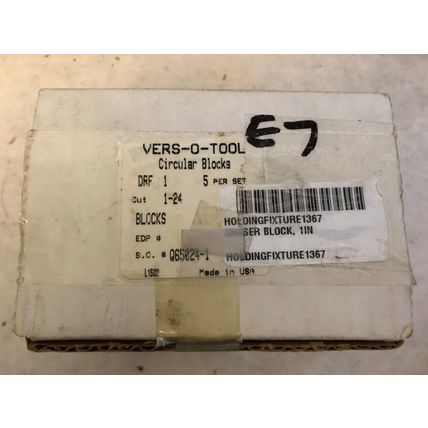 E7
VERS-O-TOOL
Circular Blocks
DRF 1 5 PER SET
Cut 1-24
BLOCKS
EDP #
S.O. # Q65024-1
Made in USA
HOLDINGFIXTURE1367
BLOCK, 1IN
HOLDINGFIXTURE1367